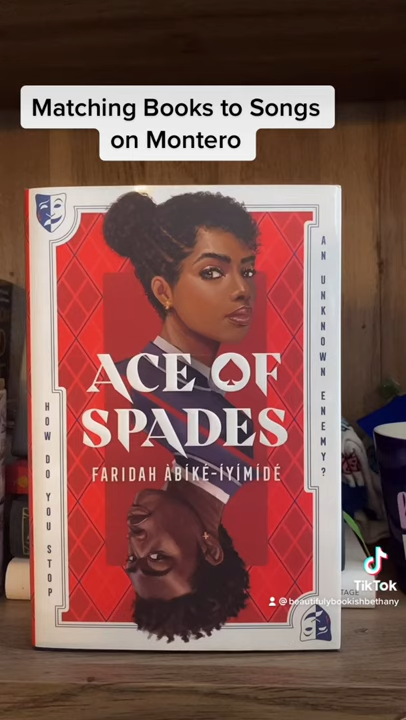 Matching Books to Songs
on Montero
AN UNKNOWN ENEMY?
ACE OF
SPADES
FARIDAH ÀBÍKÉ-ÍYÍMÍDÉ
HOW DO YOU STOP
TikTok
@beautifulybookishbethany